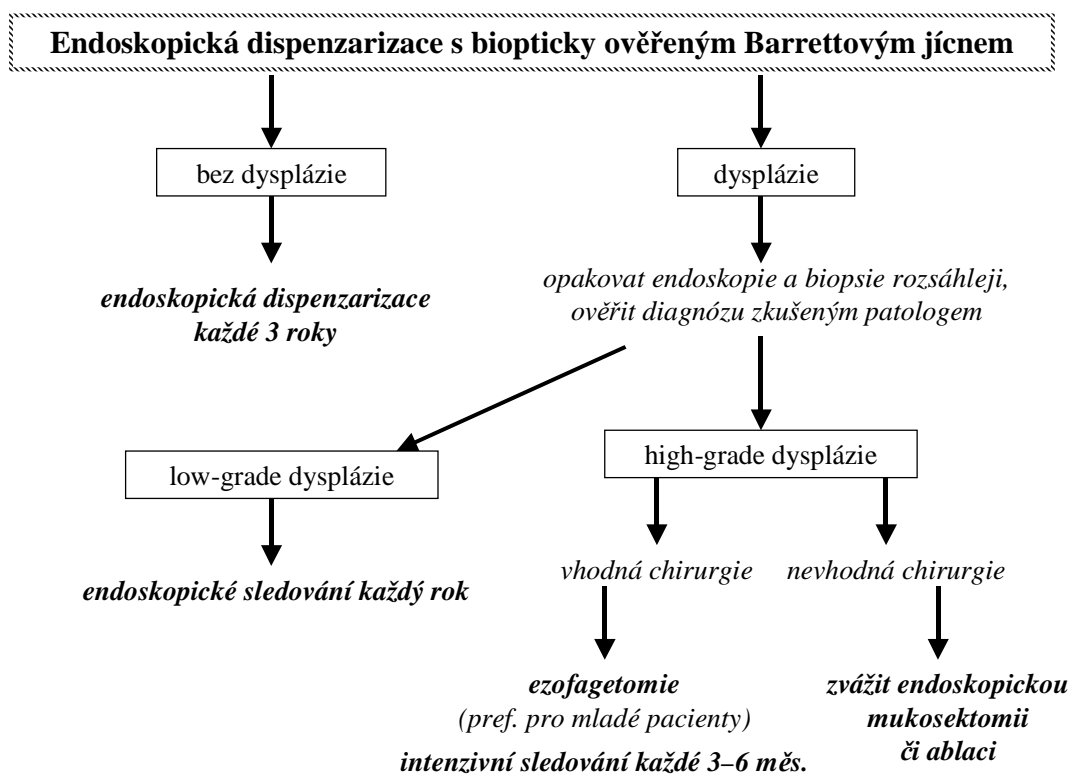 Endoskopická dispenzarizace s biopticky ověřeným Barrettovým jícnem
bez dysplázie
dysplázie
endoskopická dispenzarizace
každé 3 roky
opakovat endoskopie a biopsie rozsáhleji,
ověřit diagnózu zkušeným patologem
low-grade dysplázie
high-grade dysplázie
endoskopické sledování každý rok
vhodná chirurgie
nevhodná chirurgie
ezofagetomie
(pref. pro mladé pacienty)
intenzivní sledování každé 3–6 měs.
zvážit endoskopickou
mukosektomii
či ablaci